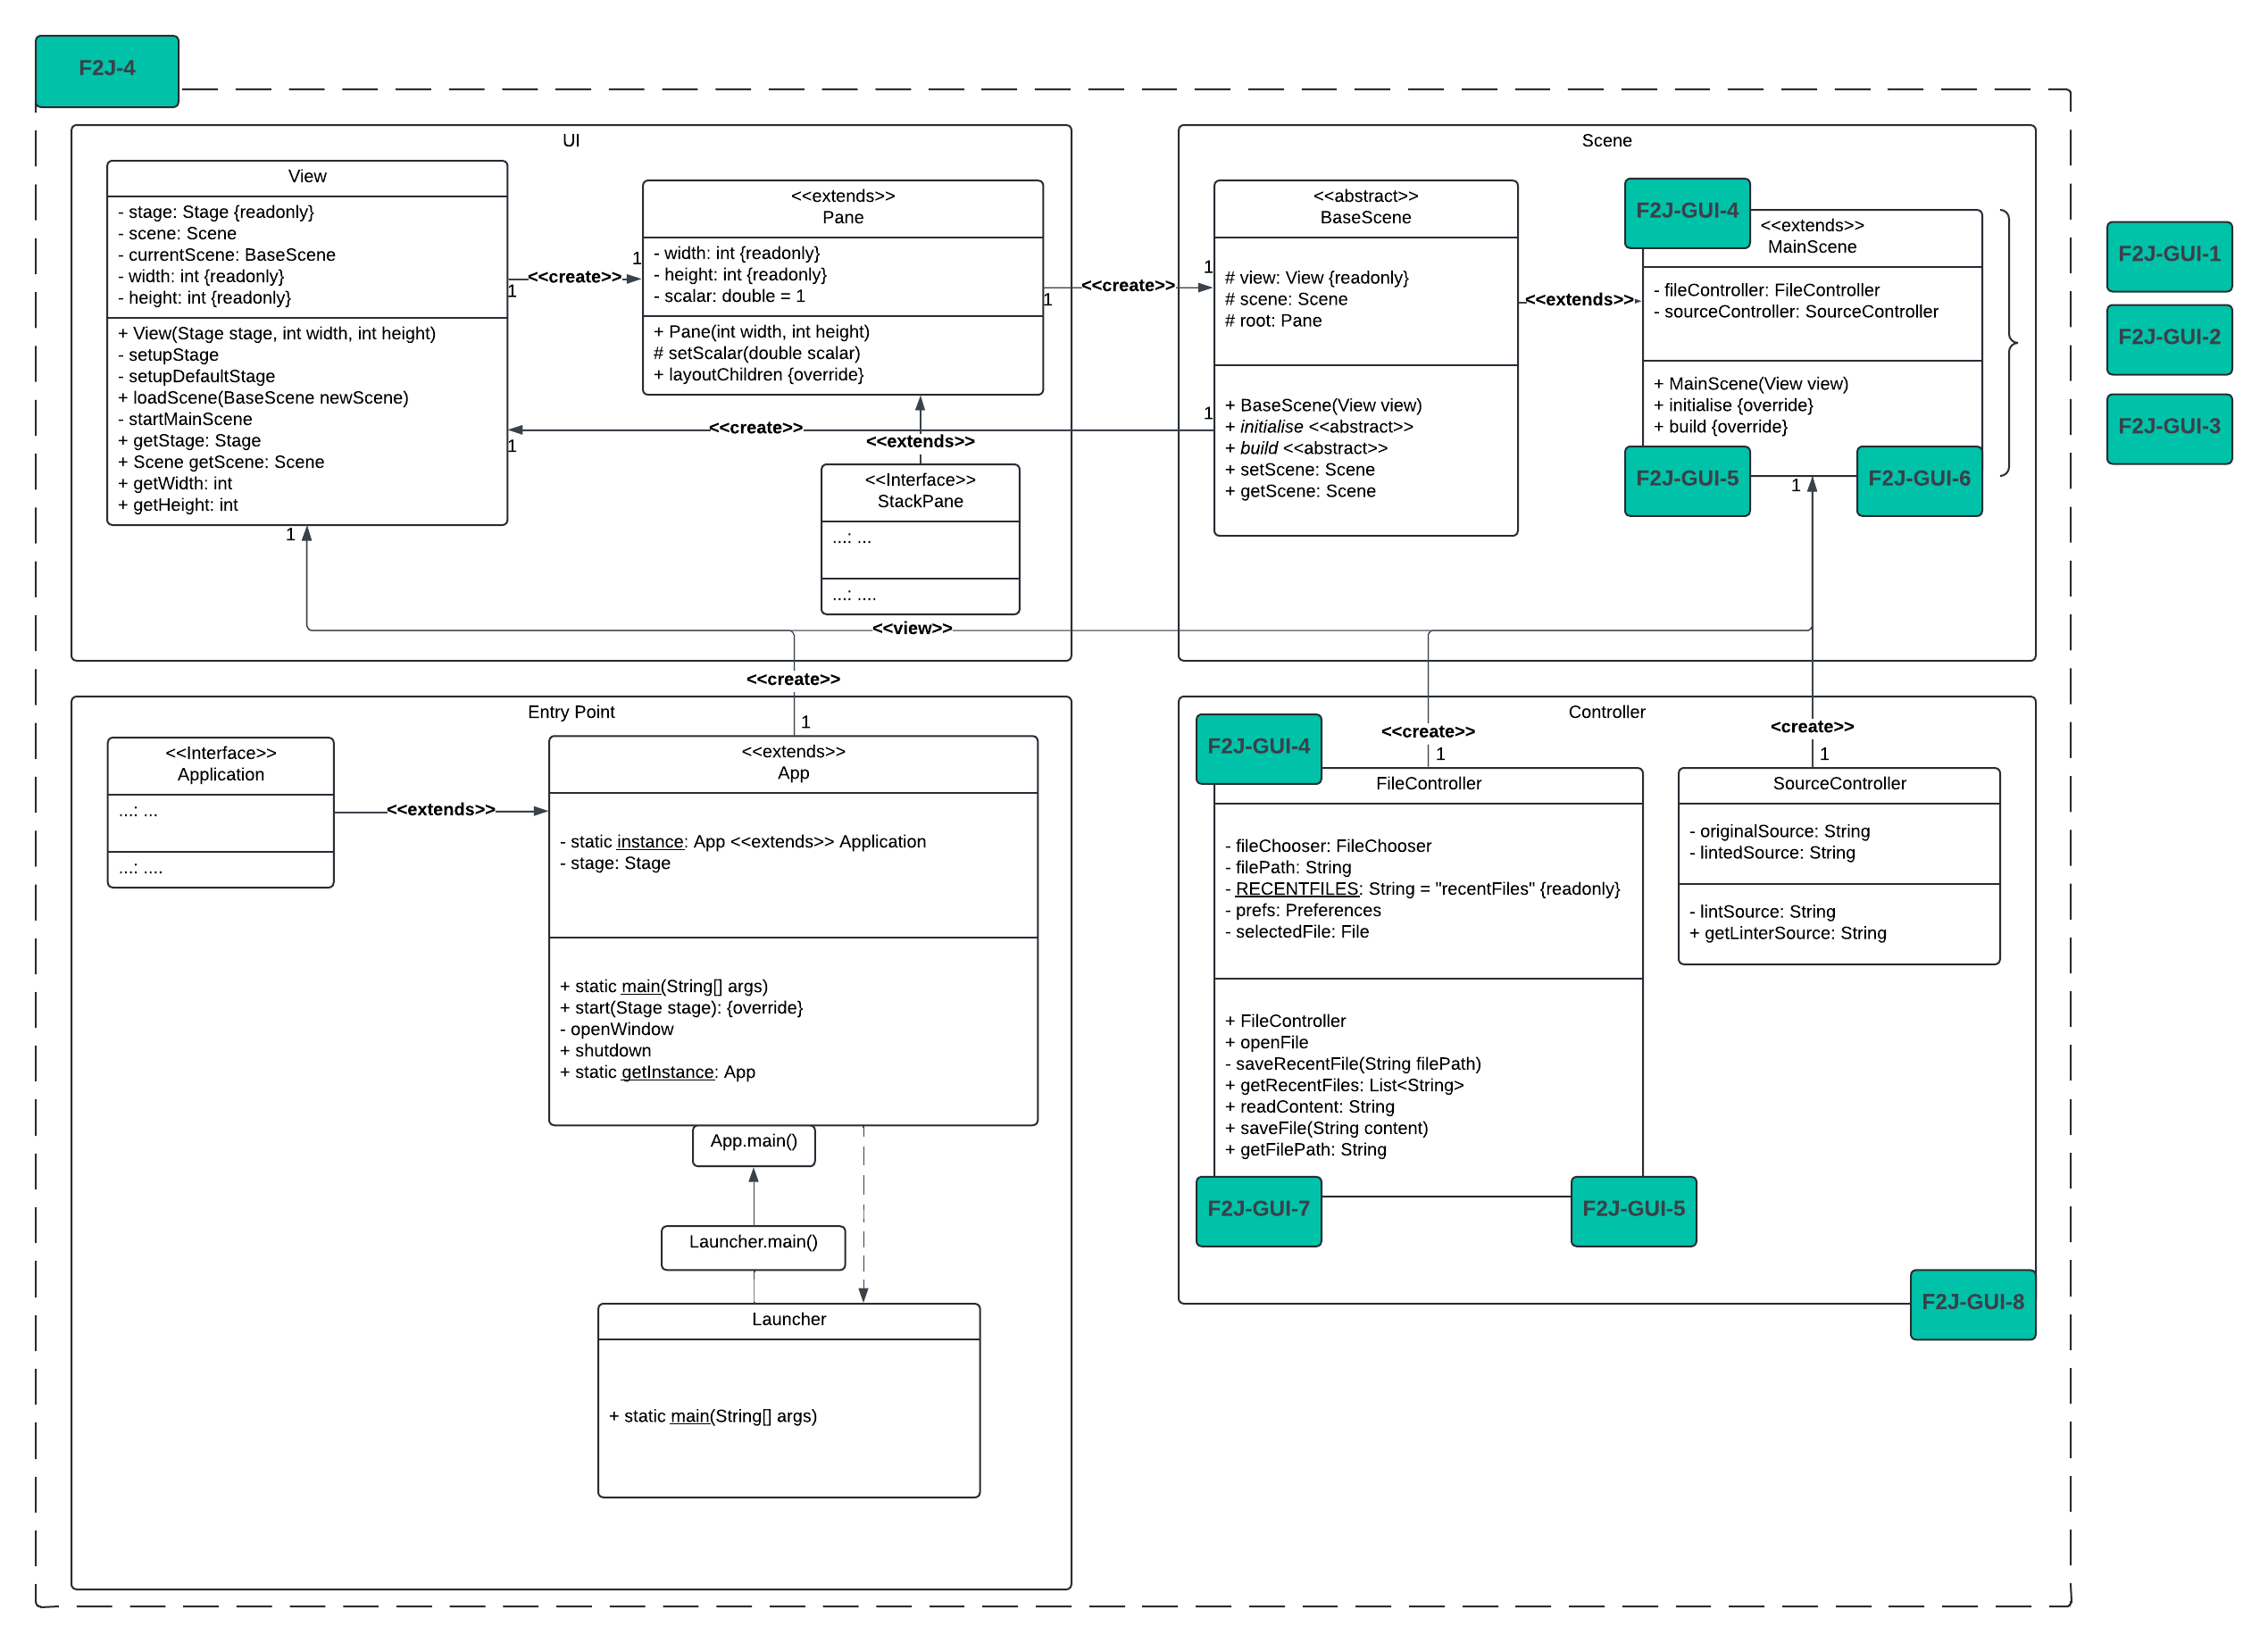 F2J-4
UI
View
- stage: Stage {readonly}
- scene: Scene
- currentScene: BaseScene
- width: int {readonly}
- height: int {readonly}
+ View(Stage stage, int width, int height)
- setupStage
- setupDefaultStage
+ loadScene(BaseScene newScene)
- startMainScene
+ getStage: Stage
+ Scene getScene: Scene
+ getWidth: int
+ getHeight: int
1
<<create>>
1
<<extends>>
Pane
- width: int {readonly}
- height: int {readonly}
- scalar: double = 1
+ Pane(int width, int height)
# setScalar(double scalar)
+ layoutChildren {override}
1
<<create>>
1
1
<<create>>
1
<<extends>>
<<Interface>>
StackPane
...: ...
...: ....
1
<<view>>
Scene
<<abstract>>
BaseScene
# view: View {readonly}
# scene: Scene
# root: Pane
+ BaseScene(View view)
+ initialise <<abstract>>
+ build <<abstract>>
+ setScene: Scene
+ getScene: Scene
<<extends>>
F2J-GUI-4
<<extends>>
MainScene
- fileController: FileController
- sourceController: SourceController
+ MainScene(View view)
+ initialise {override}
+ build {override}
F2J-GUI-5
1
F2J-GUI-6
F2J-GUI-1
F2J-GUI-2
F2J-GUI-3
<<create>>
1
Entry Point
<<Interface>>
Application
...: ...
...: ....
<<extends>>
<<extends>>
App
- static instance: App <<extends>> Application
- stage: Stage
+ static main(String[] args)
+ start(Stage stage): {override}
- openWindow
+ shutdown
+ static getInstance: App
App.main()
Launcher.main()
Launcher
+ static main(String[] args)
Controller
<<create>>
1
<create>>
1
F2J-GUI-4
FileController
- fileChooser: FileChooser
- filePath: String
- RECENTFILES: String = "recentFiles" {readonly}
- prefs: Preferences
- selectedFile: File
+ FileController
+ openFile
- saveRecentFile(String filePath)
+ getRecentFiles: List<String>
+ readContent: String
+ saveFile(String content)
+ getFilePath: String
F2J-GUI-7
F2J-GUI-5
SourceController
- originalSource: String
- lintedSource: String
- lintSource: String
+ getLinterSource: String
F2J-GUI-8